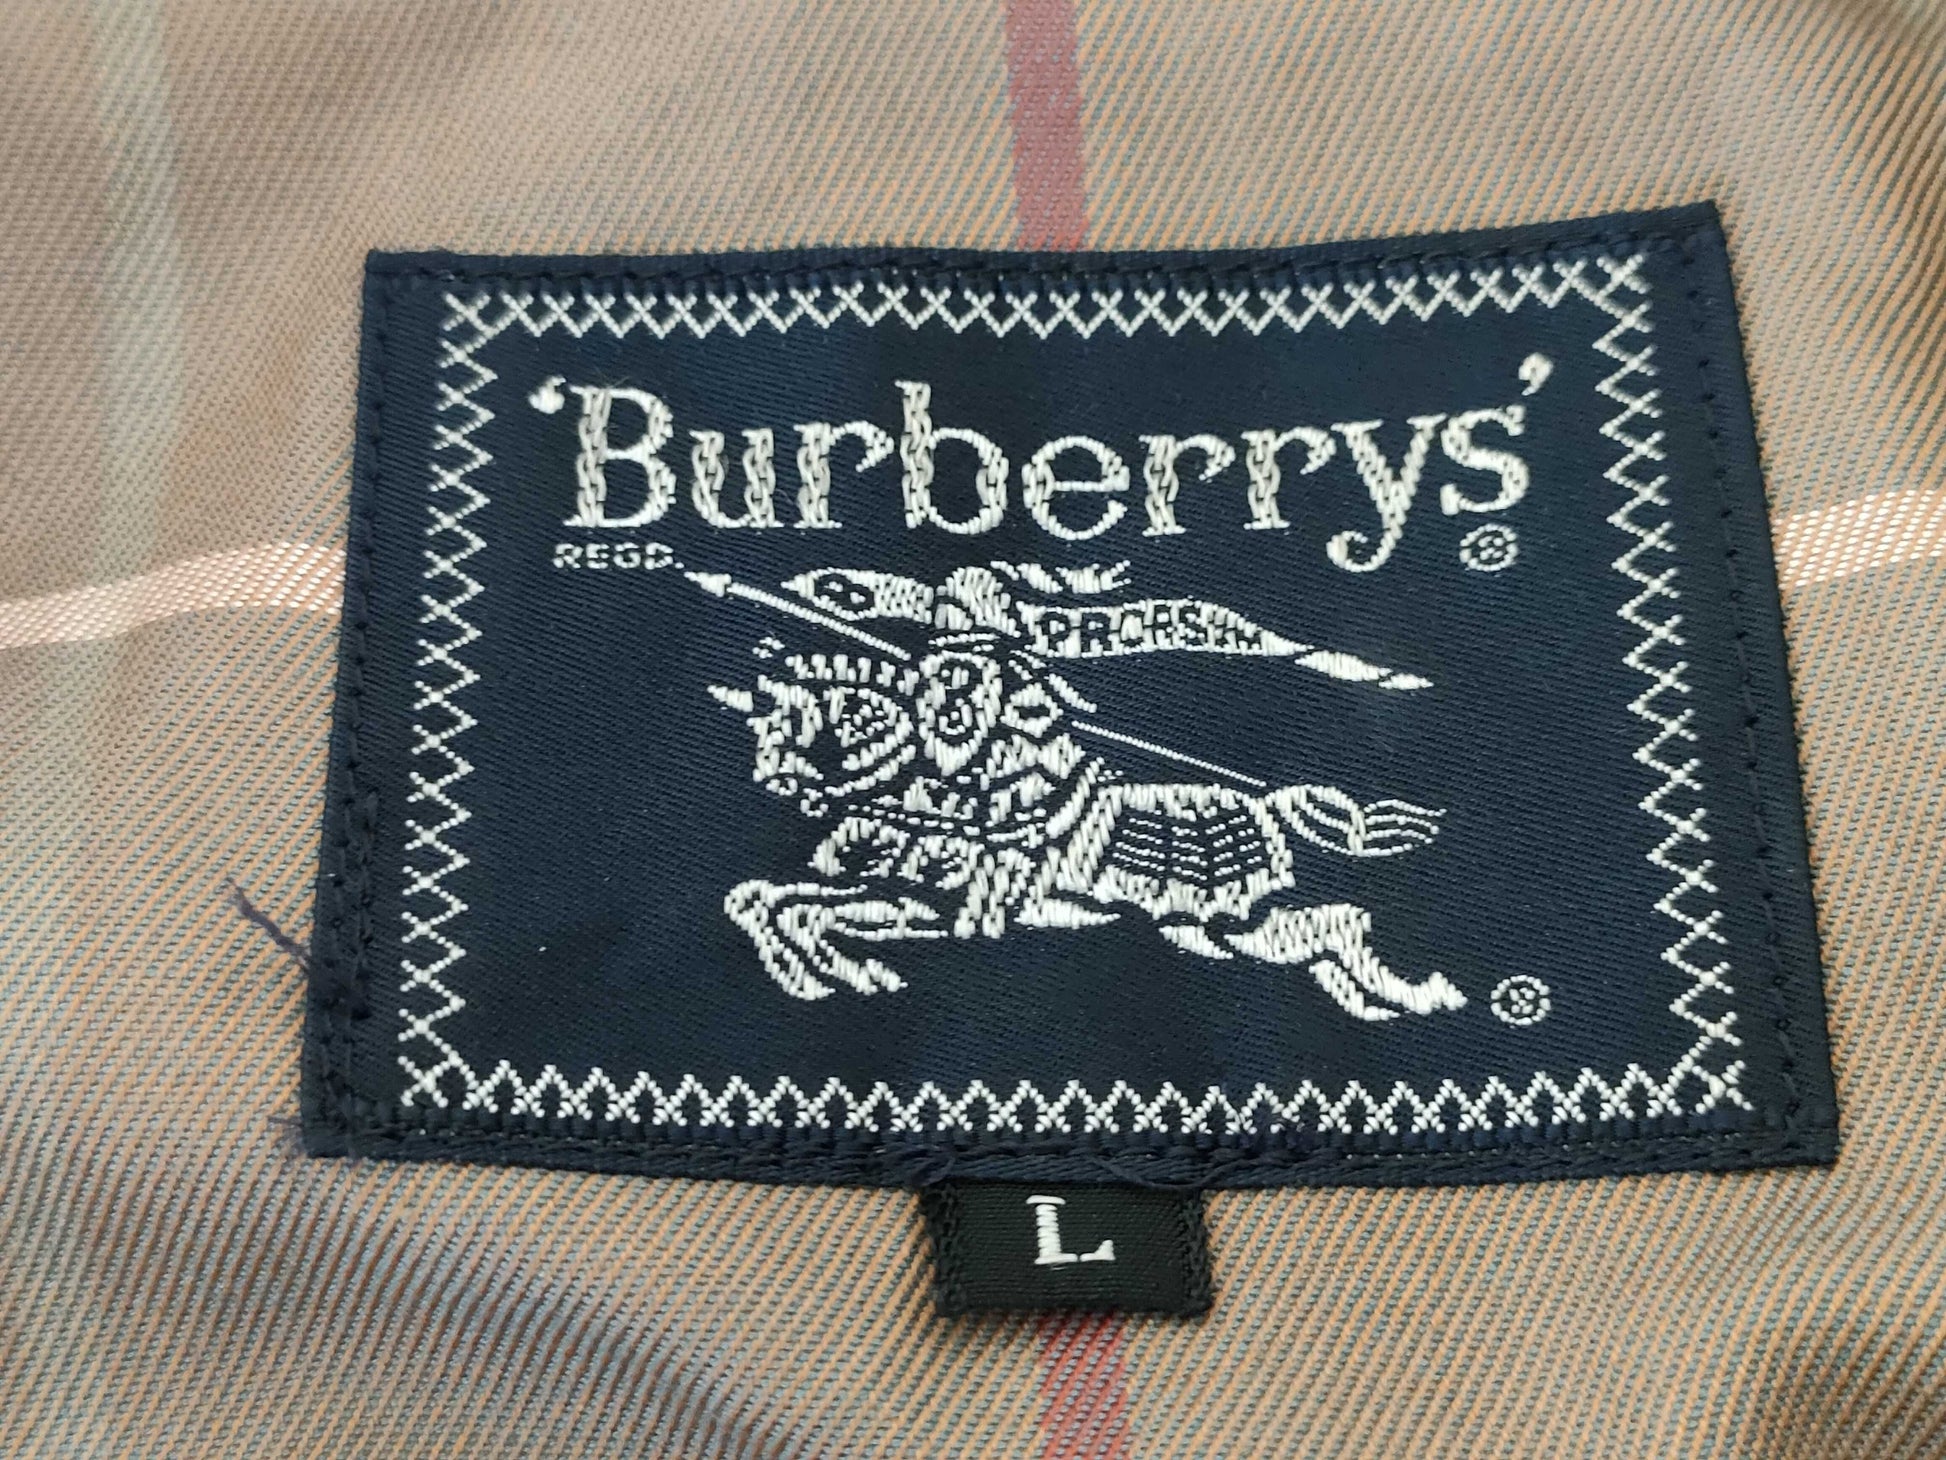 ‘Burberrys’
REGD. ®
PRORSUM
®
L